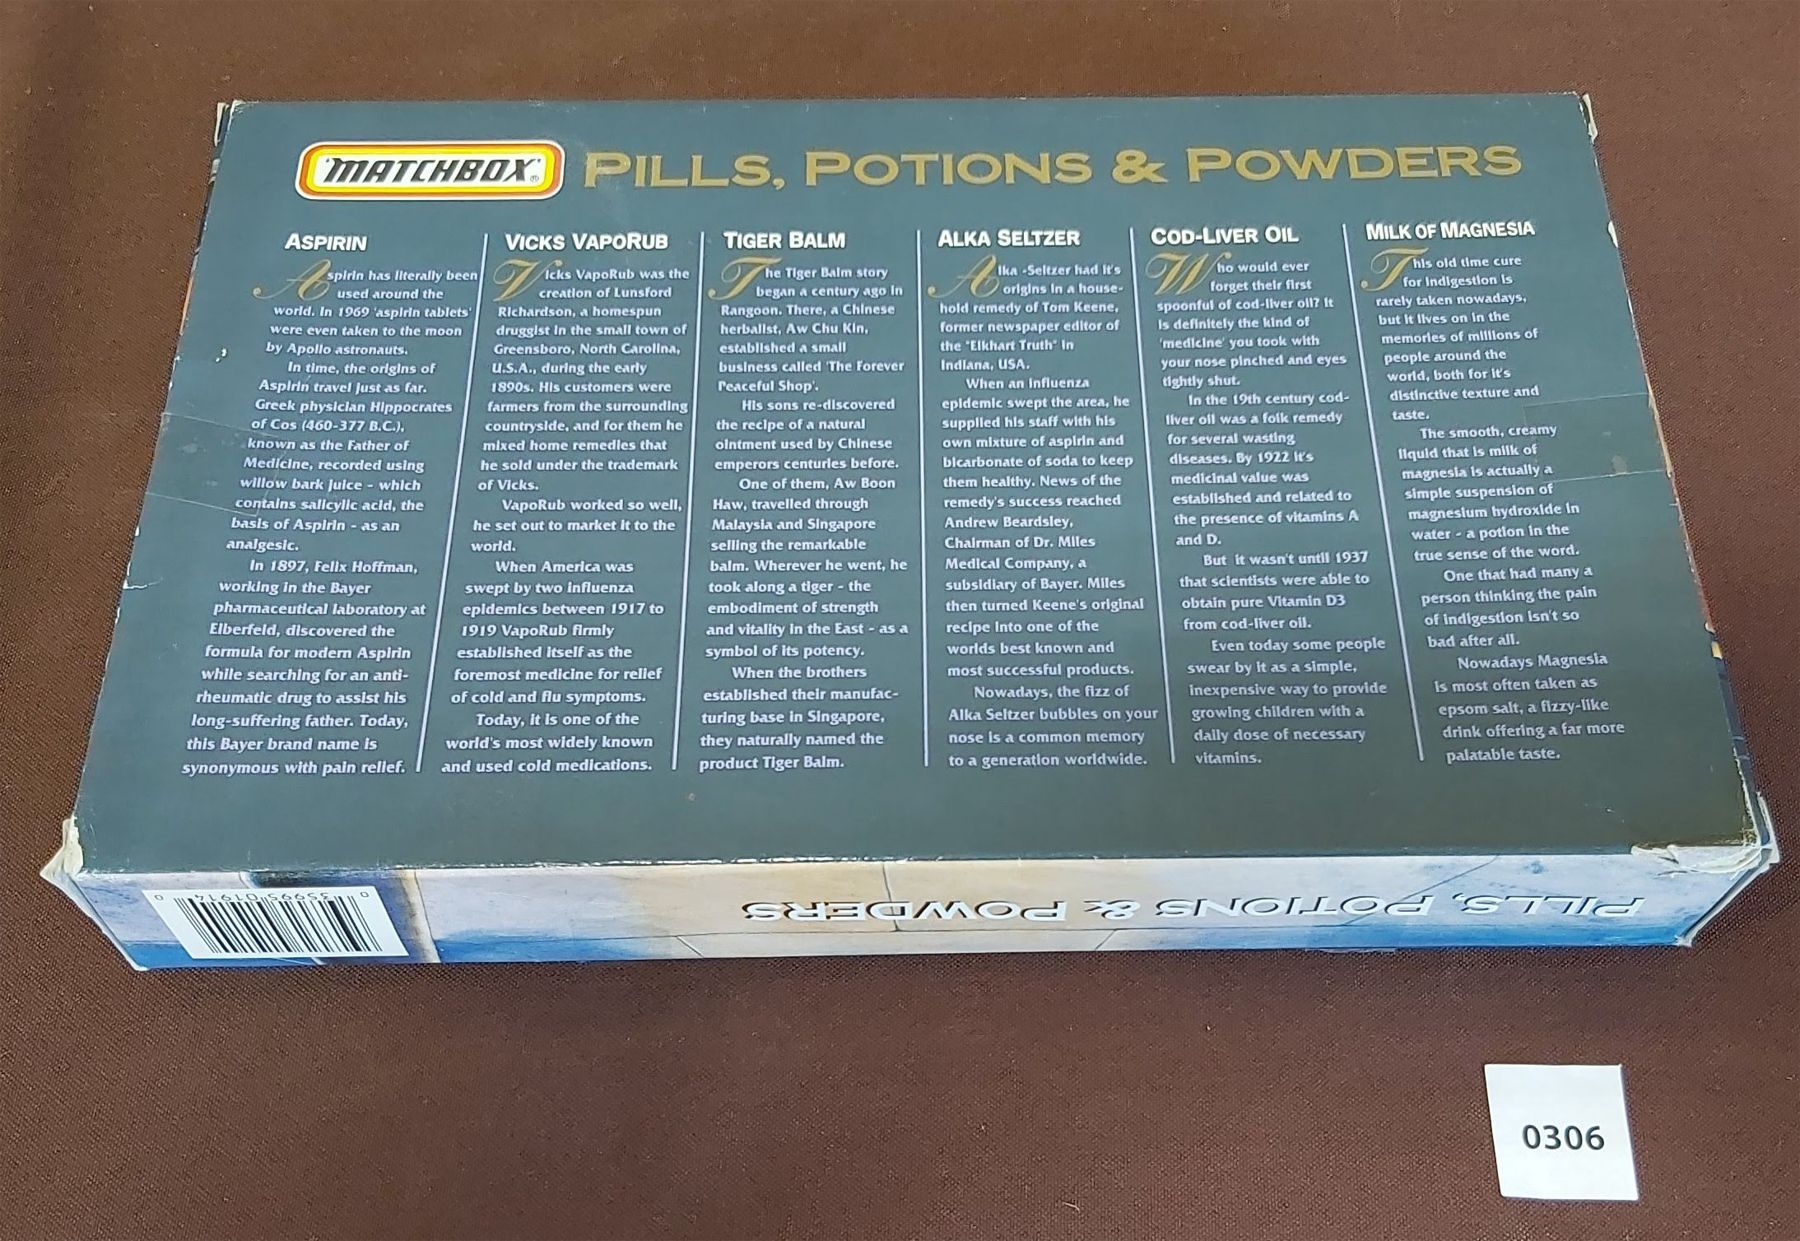 MATCHBOX®
PILLS, POTIONS & POWDERS
ASPIRIN
Aspirin has literally been
used around the
world. In 1969 'aspirin tablets'
were even taken to the moon
by Apollo astronauts.
In time, the origins of
Aspirin travel just as far.
Greek physician Hippocrates
of Cos (460-377 B.C.),
known as the Father of
Medicine, recorded using
willow bark juice - which
contains salicylic acid, the
basis of Aspirin - as an
analgesic.
In 1897, Felix Hoffman,
working in the Bayer
pharmaceutical laboratory at
Elberfeld, discovered the
formula for modern Aspirin
while searching for an anti-
rheumatic drug to assist his
long-suffering father. Today,
this Bayer brand name is
synonymous with pain relief.
VICKS VAPORUB
Vicks VapoRub was the
creation of Lunsford
Richardson, a homespun
druggist in the small town of
Greensboro, North Carolina,
U.S.A., during the early
1890s. His customers were
farmers from the surrounding
countryside, and for them he
mixed home remedies that
he sold under the trademark
of Vicks.
VapoRub worked so well,
he set out to market it to the
world.
When America was
swept by two influenza
epidemics between 1917 to
1919 VapoRub firmly
established itself as the
foremost medicine for relief
of cold and flu symptoms.
Today, it is one of the
world's most widely known
and used cold medications.
TIGER BALM
The Tiger Balm story
began a century ago in
Rangoon. There, a Chinese
herbalist, Aw Chu Kin,
established a small
business called 'The Forever
Peaceful Shop'.
His sons re-discovered
the recipe of a natural
ointment used by Chinese
emperors centuries before.
One of them, Aw Boon
Haw, travelled through
Malaysia and Singapore
selling the remarkable
balm. Wherever he went, he
took along a tiger - the
embodiment of strength
and vitality in the East - as a
symbol of its potency.
When the brothers
established their manufac-
turing base in Singapore,
they naturally named the
product Tiger Balm.
ALKA SELTZER
Alka -Seltzer had it's
origins in a house-
hold remedy of Tom Keene,
former newspaper editor of
the "Elkhart Truth" in
Indiana, USA.
When an influenza
epidemic swept the area, he
supplied his staff with his
own mixture of aspirin and
bicarbonate of soda to keep
them healthy. News of the
remedy's success reached
Andrew Beardsley,
Chairman of Dr. Miles
Medical Company, a
subsidiary of Bayer. Miles
then turned Keene's original
recipe into one of the
worlds best known and
most successful products.
Nowadays, the fizz of
Alka Seltzer bubbles on your
nose is a common memory
to a generation worldwide.
COD-LIVER OIL
Who would ever
forget their first
spoonful of cod-liver oil? It
is definitely the kind of
'medicine' you took with
your nose pinched and eyes
tightly shut.
In the 19th century cod-
liver oil was a folk remedy
for several wasting
diseases. By 1922 it's
medicinal value was
established and related to
the presence of vitamins A
and D.
But it wasn't until 1937
that scientists were able to
obtain pure Vitamin D3
from cod-liver oil.
Even today some people
swear by it as a simple,
inexpensive way to provide
growing children with a
daily dose of necessary
vitamins.
MILK OF MAGNESIA
This old time cure
for indigestion is
rarely taken nowadays,
but it lives on in the
memories of millions of
people around the
world, both for it's
distinctive texture and
taste.
The smooth, creamy
liquid that is milk of
magnesia is actually a
simple suspension of
magnesium hydroxide in
water - a potion in the
true sense of the word.
One that had many a
person thinking the pain
of indigestion isn't so
bad after all.
Nowadays Magnesia
is most often taken as
epsom salt, a fizzy-like
drink offering a far more
palatable taste.
PILLS, POTIONS & POWDERS
0 35995 01914 0
0306